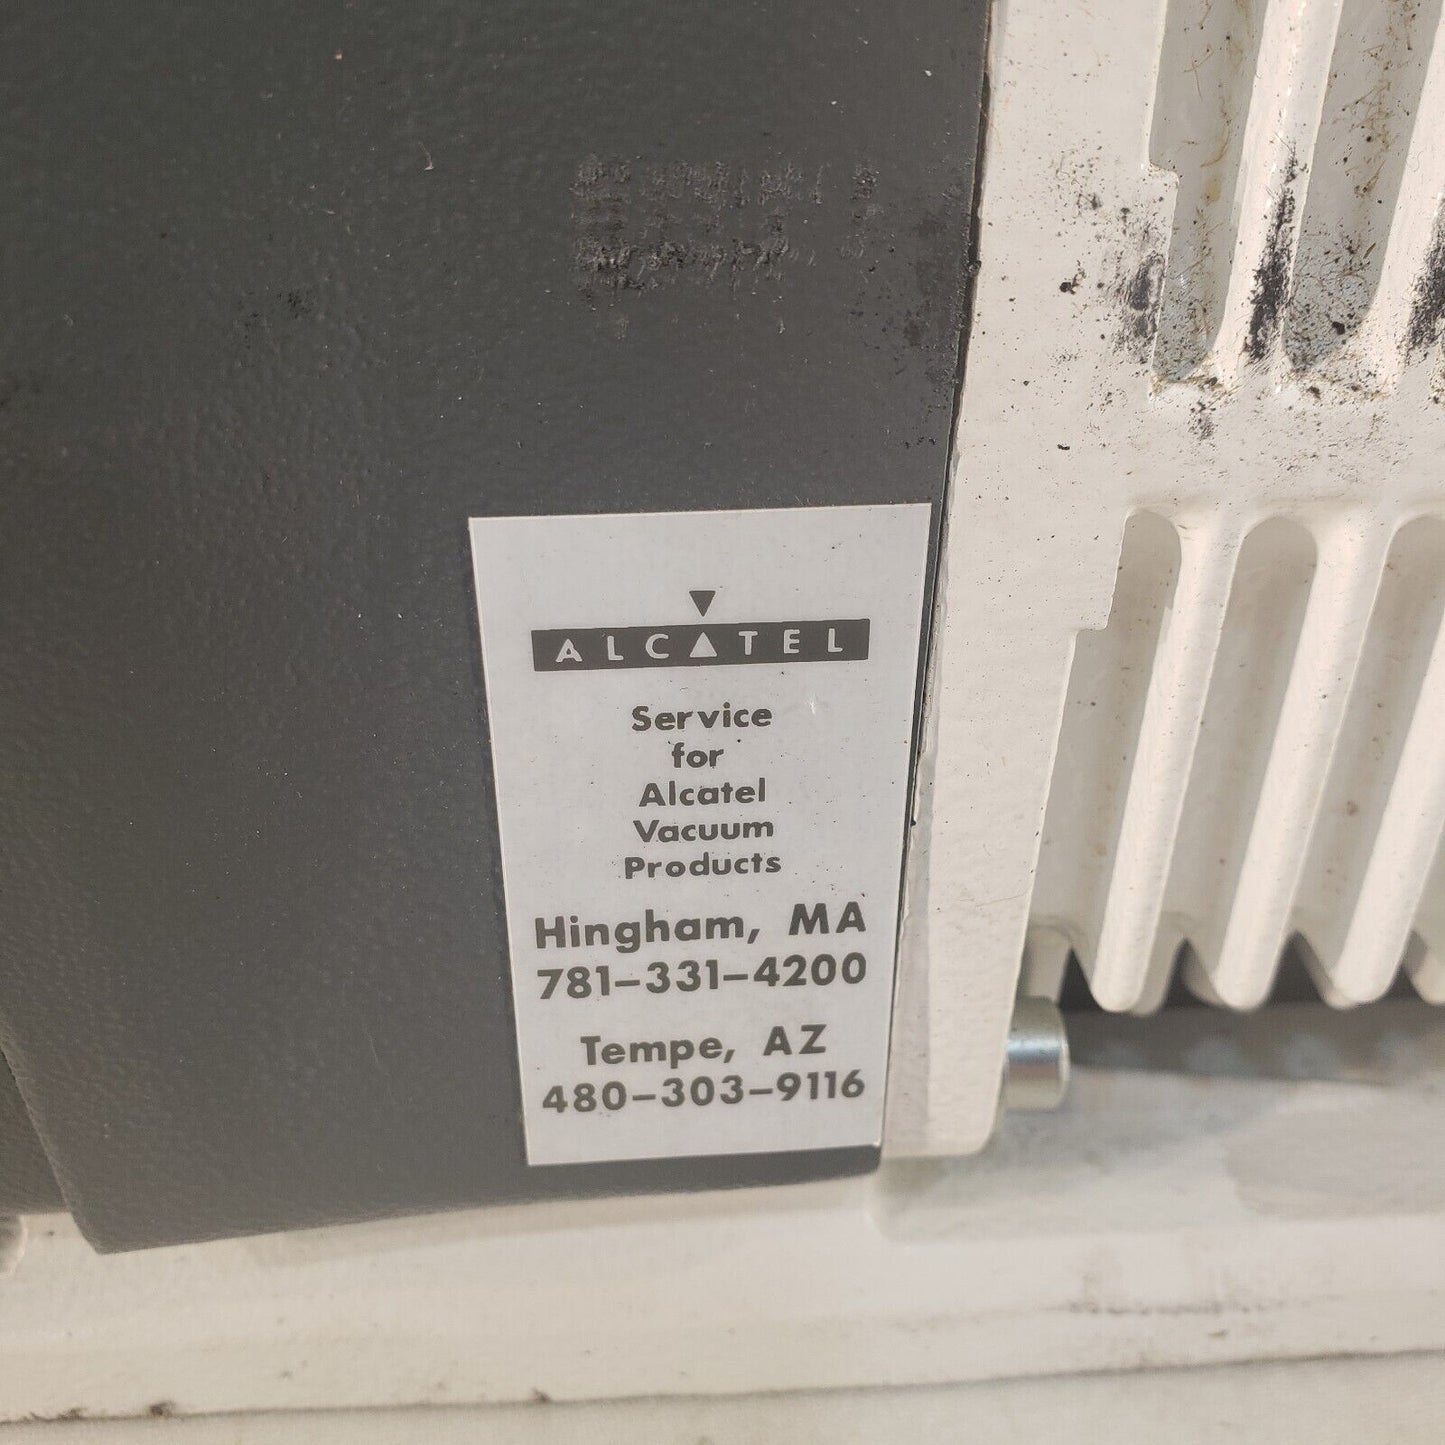 ALCATEL
Service
for
Alcatel
Vacuum
Products
Hingham, MA
781-331-4200
Tempe, AZ
480-303-9116